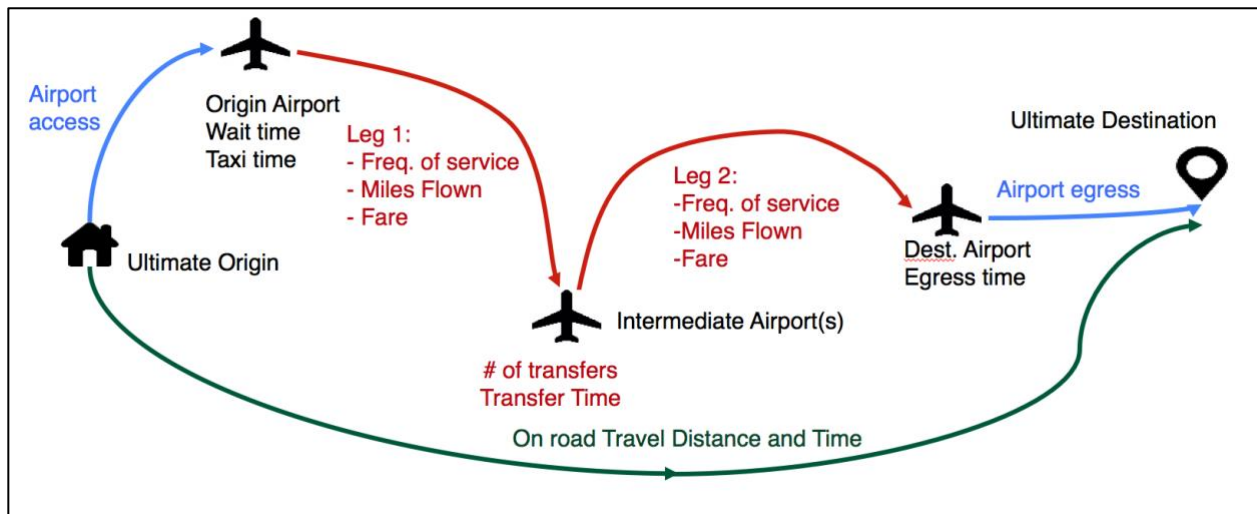 Airport
access
Origin Airport
Wait time
Taxi time
Leg 1:
- Freq. of service
- Miles Flown
- Fare
Ultimate Origin
Leg 2:
-Freq. of service
-Miles Flown
-Fare
Intermediate Airport(s)
# of transfers
Transfer Time
Dest. Airport
Egress time
Airport egress
Ultimate Destination
On road Travel Distance and Time